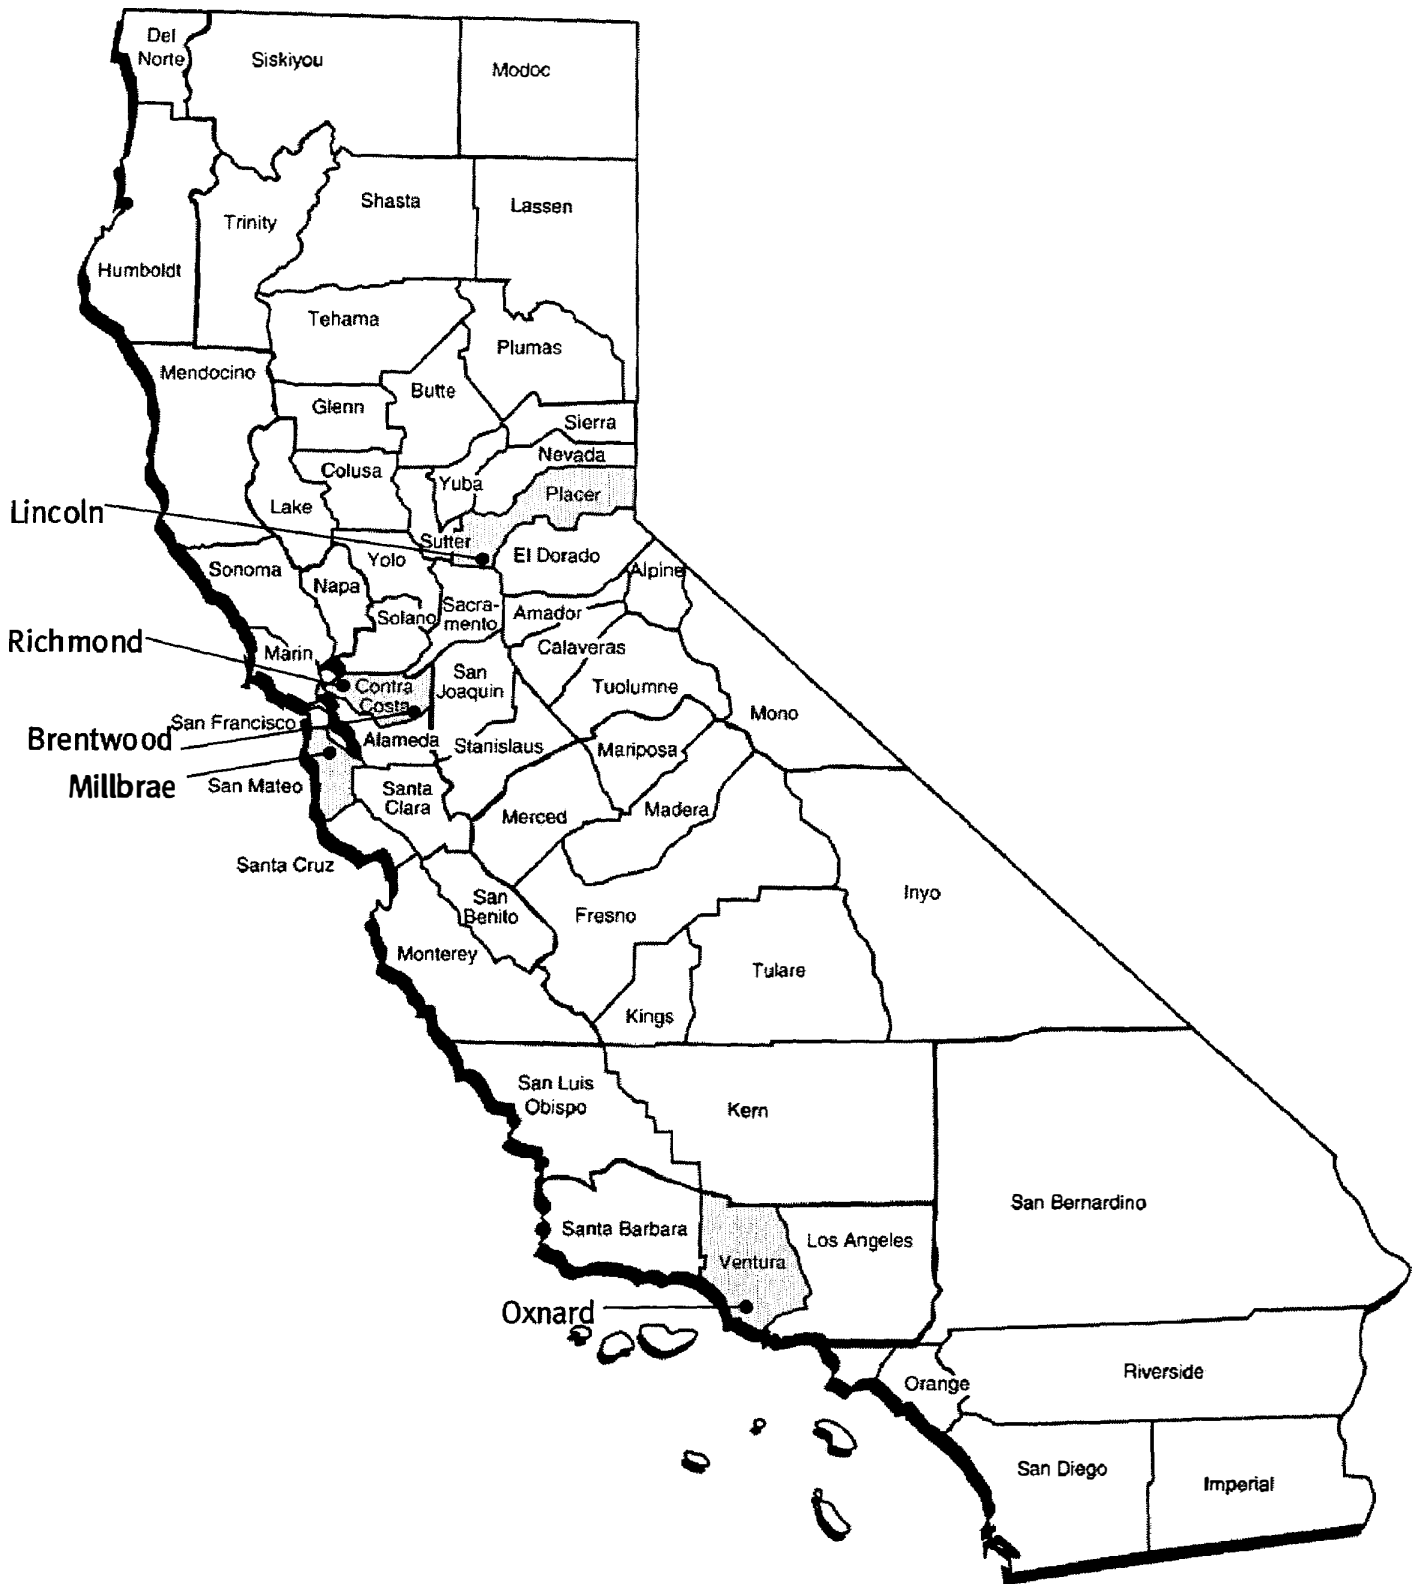 Del
Norte
Siskiyou
Modoc
Shasta
Lassen
Trinity
Humboldt
Tehama
Plumas
Mendocino
Butte
Glenn
Sierra
Nevada
Colusa
Yuba
Placer
Lake
Lincoln
Sutter
El Dorado
Yolo
Sonoma
Alpine
Napa
Sacra-
mento
Amador
Solano
Richmond
Marin
Calaveras
San
Joaquin
Contra
Costa
Tuolumne
Mono
San Francisco
Brentwood
Alameda
Stanislaus
Mariposa
Millbrae
San Mateo
Santa
Clara
Merced
Madera
Santa Cruz
Inyo
San
Benito
Fresno
Monterey
Tulare
Kings
San Luis
Obispo
Kern
San Bernardino
Santa Barbara
Los Angeles
Ventura
Oxnard
Riverside
Orange
San Diego
Imperial